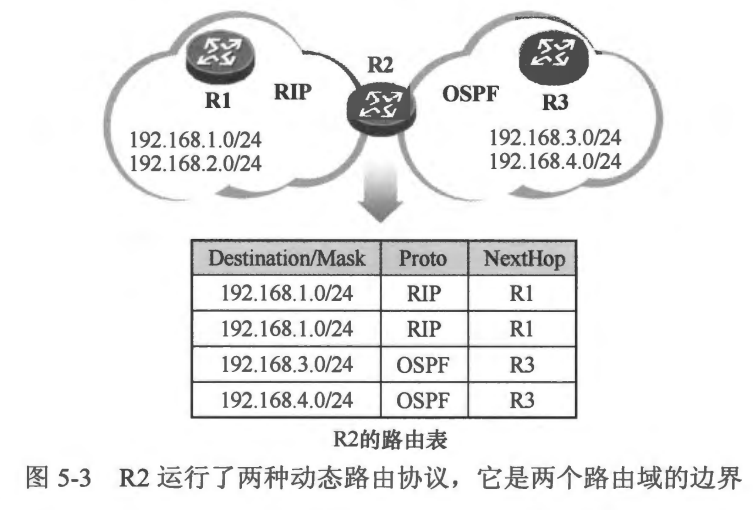 R2
R1
RIP
OSPF
R3
192.168.1.0/24
192.168.2.0/24
192.168.3.0/24
192.168.4.0/24
Destination/Mask Proto NextHop
192.168.1.0/24 RIP R1
192.168.1.0/24 RIP R1
192.168.3.0/24 OSPF R3
192.168.4.0/24 OSPF R3
R2的路由表
图 5-3 R2 运行了两种动态路由协议，它是两个路由域的边界